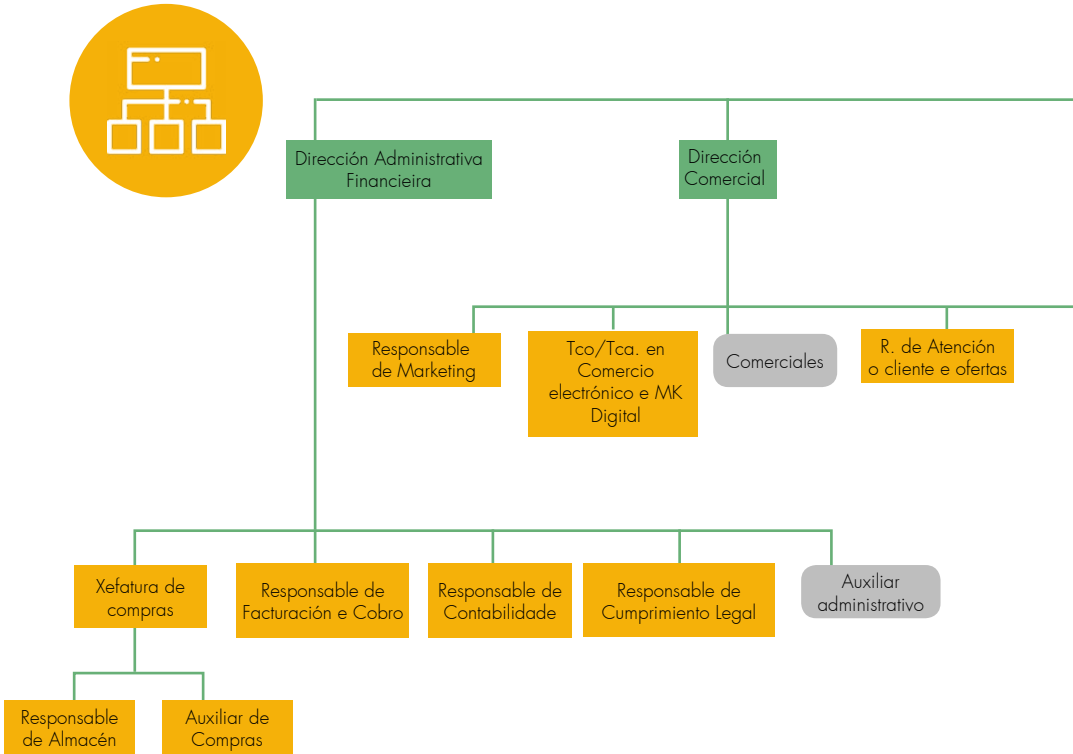 Dirección Administrativa
Financieira
Dirección
Comercial
Responsable
de Marketing
Tco/Tca. en
Comercio
electrónico e MK
Digital
Comerciales
R. de Atención
o cliente e ofertas
Xefatura de
compras
Responsable de
Facturación e Cobro
Responsable de
Contabilidade
Responsable de
Cumprimiento Legal
Auxiliar
administrativo
Responsable
de Almacén
Auxiliar de
Compras